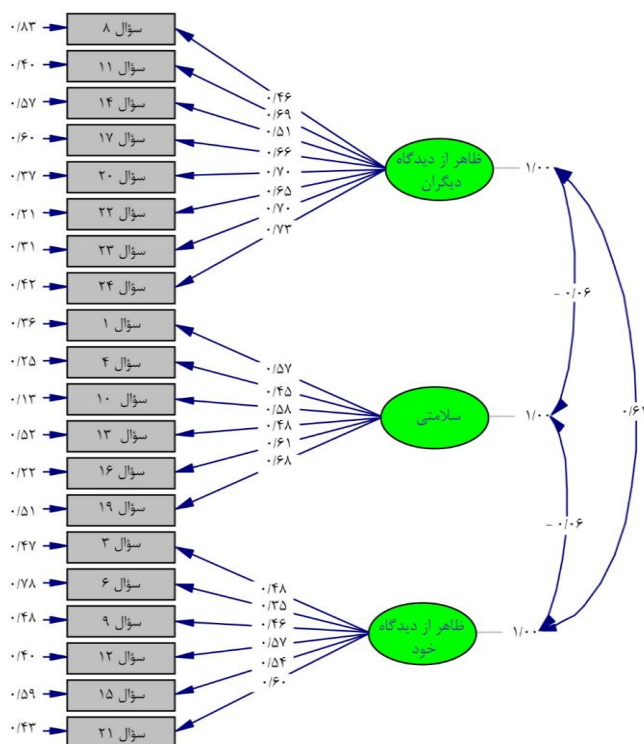 ۰/۸۳ سؤال ۸
۰/۴۰ سؤال ۱۱
۰/۵۷ سؤال ۱۴
۰/۶۰ سؤال ۱۷
۰/۳۷ سؤال ۲۰
۰/۲۱ سؤال ۲۲
۰/۳۱ سؤال ۲۳
۰/۴۲ سؤال ۲۴
۰/۴۶
۰/۶۹
۰/۵۱
۰/۶۶
۰/۷۰
۰/۶۵
۰/۷۰
۰/۷۳
ظاهر از دیدگاه
دیگران
۱/۰۰
۰/۳۶ سؤال ۱
۰/۲۵ سؤال ۴
۰/۱۳ سؤال ۱۰
۰/۵۲ سؤال ۱۳
۰/۲۲ سؤال ۱۶
۰/۵۱ سؤال ۱۹
۰/۵۷
۰/۴۵
۰/۵۸
۰/۴۸
۰/۶۱
۰/۶۸
سلامتی
۱/۰۰
۰/۴۷ سؤال ۳
۰/۷۸ سؤال ۶
۰/۴۸ سؤال ۹
۰/۴۰ سؤال ۱۲
۰/۵۹ سؤال ۱۵
۰/۴۳ سؤال ۲۱
۰/۴۸
۰/۳۵
۰/۴۶
۰/۵۷
۰/۵۴
۰/۶۰
ظاهر از دیدگاه
خود
۱/۰۰
-۰/۰۶
-۰/۰۶